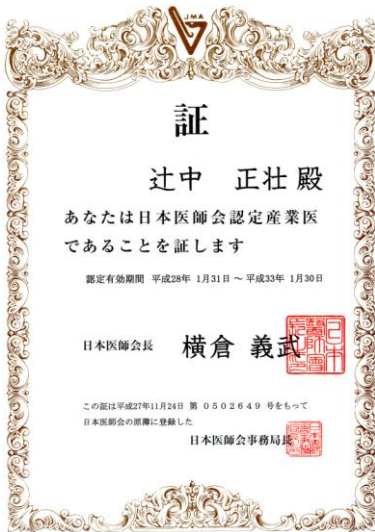 JMA
証
辻中 正壮 殿
あなたは日本医師会認定産業医
であることを証します
認定有効期間 平成28年 1月31日 ～ 平成33年 1月30日
日本医師会長 横倉 義武
この証は平成27年11月24日 第 0502649 号をもって
日本医師会の原簿に登録した
日本医師会事務局長